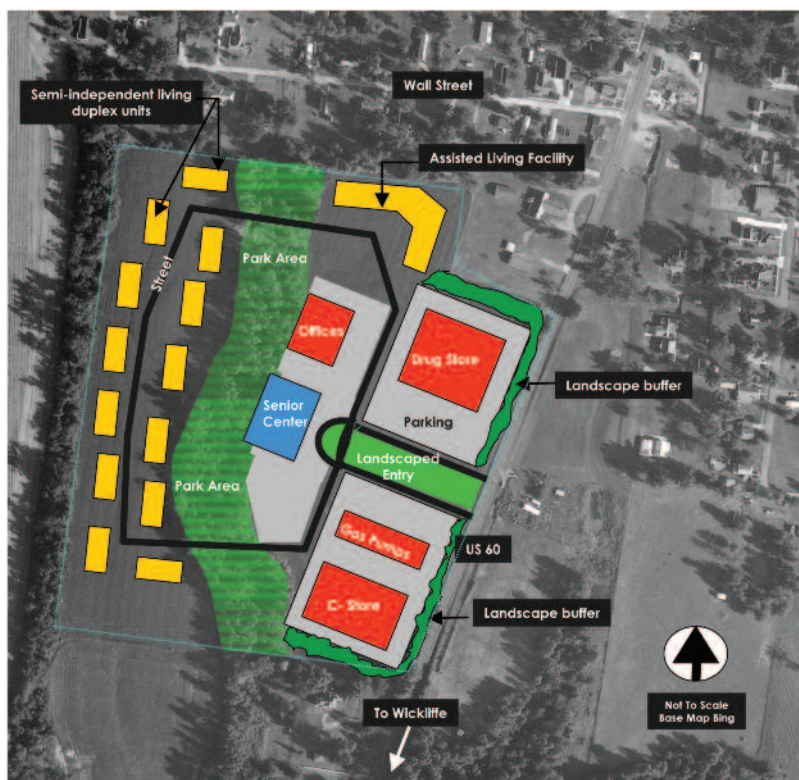 Wall Street
Semi-independent living
duplex units
Assisted Living Facility
Park Area
Street
Offices
Drug Store
Landscape buffer
Senior
Center
Parking
Landscaped
Entry
Park Area
Gas Pumps
US 60
C- Store
Landscape buffer
To Wickliffe
Not To Scale
Base Map Bing